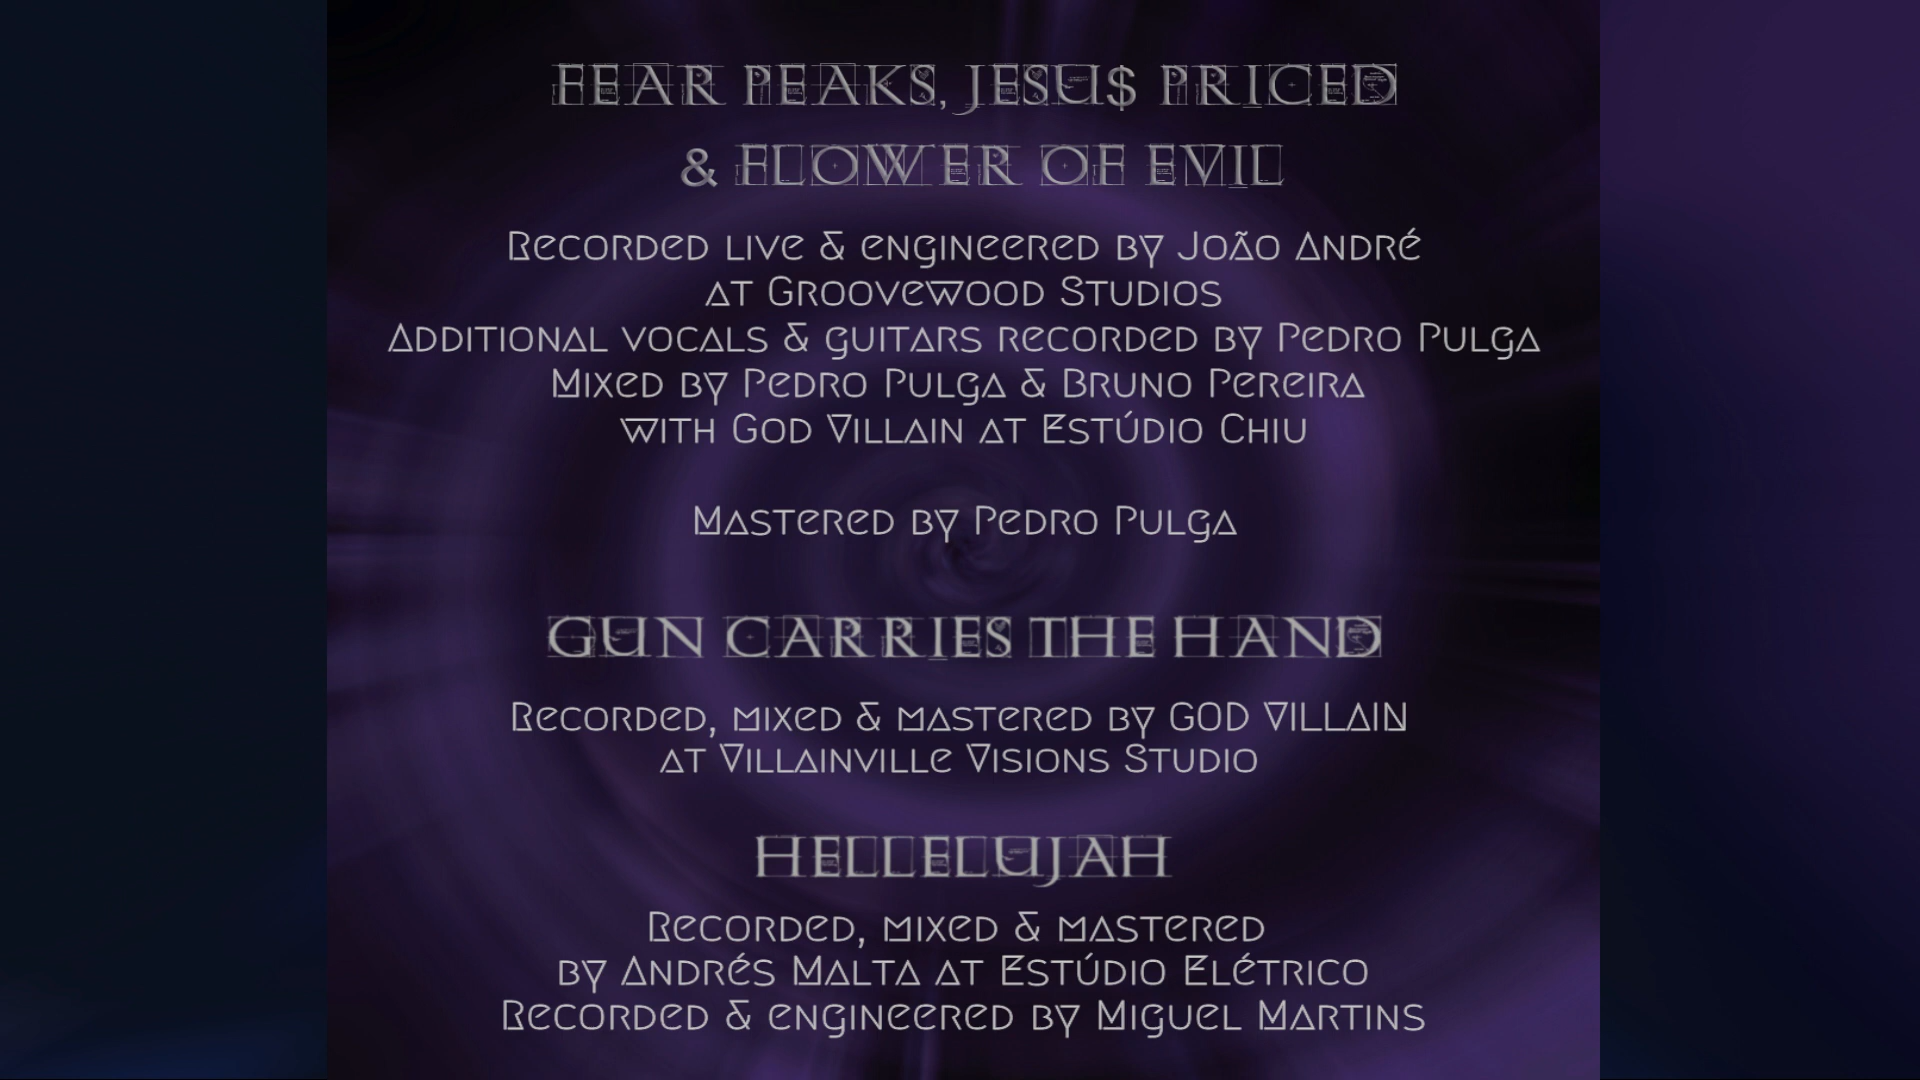 FEAR PEAKS, JESU$ PRICED
& FLOWER OF EVIL
Recorded live & engineered by João André
at Groovewood Studios
Additional vocals & guitars recorded by Pedro Pulga
Mixed by Pedro Pulga & Bruno Pereira
with God Villain at Estúdio Chiu
Mastered by Pedro Pulga
GUN CARRIES THE HAND
Recorded, mixed & mastered by GOD VILLAIN
at Villainville Visions Studio
HELLELUJAH
Recorded, mixed & mastered
by Andrés Malta at Estúdio Elétrico
Recorded & engineered by Miguel Martins